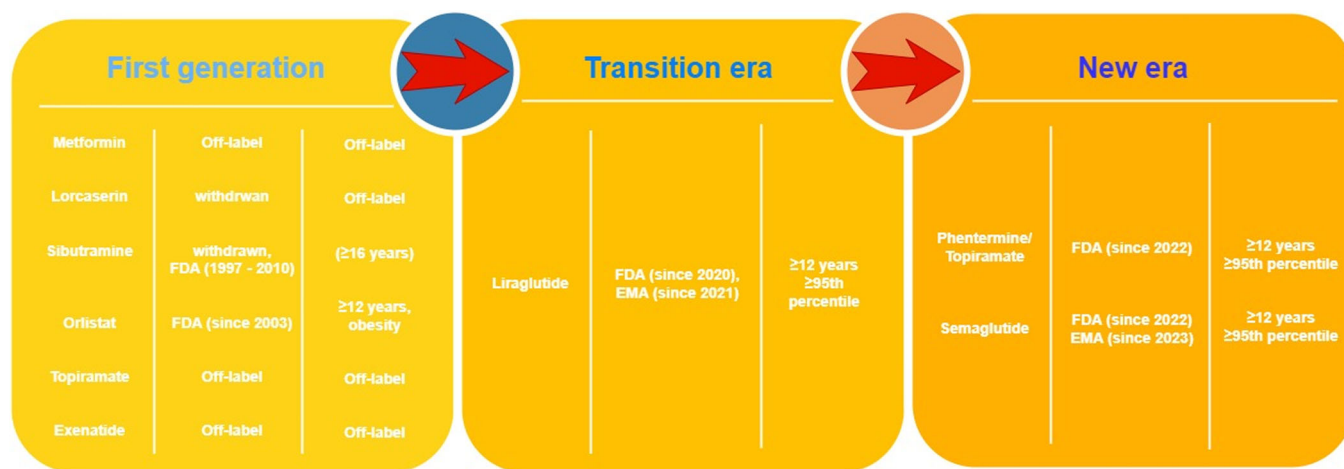 First generation
Metformin Off-label Off-label
Lorcaserin withdrwan Off-label
Sibutramine withdrawn, (≥16 years)
FDA (1997 - 2010)
Orlistat FDA (since 2003) ≥12 years,
obesity
Topiramate Off-label Off-label
Exenatide Off-label Off-label
Transition era
Liraglutide
FDA (since 2020),
EMA (since 2021)
≥12 years
≥95th
percentile
New era
Phentermine/
Topiramate
FDA (since 2022)
≥12 years
≥95th percentile
Semaglutide
FDA (since 2022)
EMA (since 2023)
≥12 years
≥95th percentile